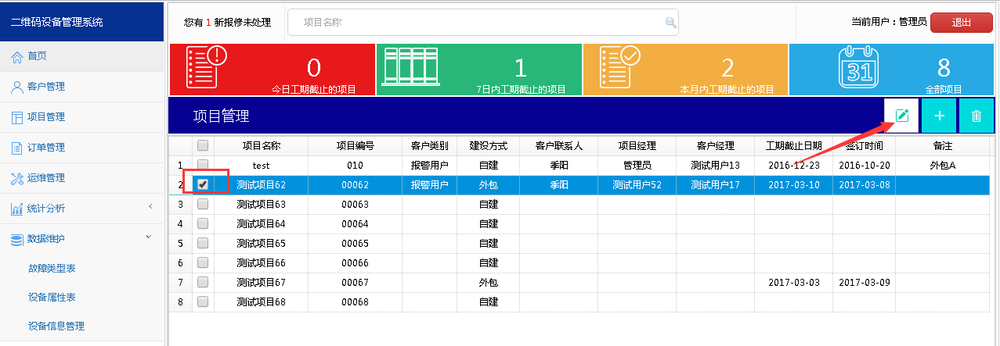 二维码设备管理系统
您有 1 新报修未处理
项目名称
当前用户：管理员
退出
首页
客户管理
项目管理
订单管理
运维管理
统计分析
数据维护
故障类型表
设备属性表
设备信息管理
0
今日工期截止的项目
1
7日内工期截止的项目
2
本月内工期截止的项目
31
8
全部项目
项目管理
项目名称 项目编号 客户类别 建设方式 客户联系人 项目经理 客户经理 工期截止日期 签订时间 备注
1 test 010 报警用户 自建 季阳 管理员 测试用户13 2016-12-23 2016-10-20 外包A
2 测试项目62 00062 报警用户 外包 季阳 测试用户52 测试用户17 2017-03-10 2017-03-08
3 测试项目63 00063 自建
4 测试项目64 00064 自建
5 测试项目65 00065 自建
6 测试项目66 00066 自建
7 测试项目67 00067 外包 2017-03-03 2017-03-09
8 测试项目68 00068 自建